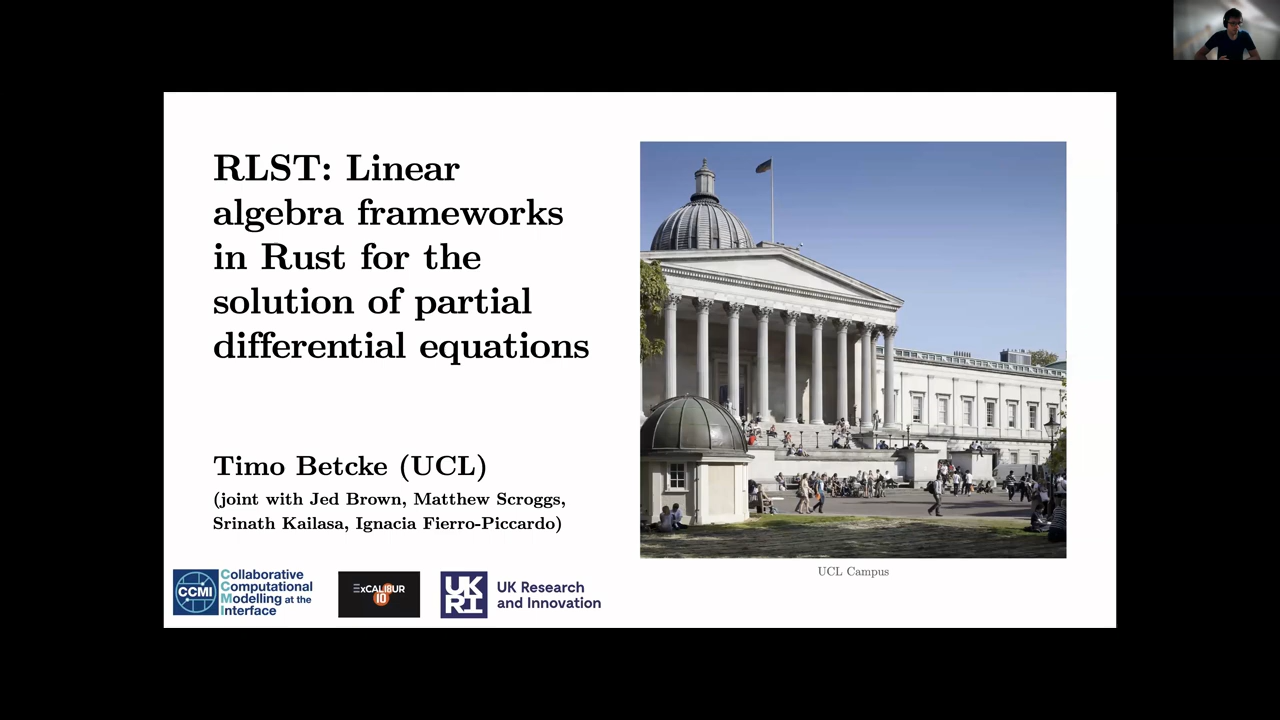 RLST: Linear
algebra frameworks
in Rust for the
solution of partial
differential equations
Timo Betcke (UCL)
(joint with Jed Brown, Matthew Scroggs,
Srinath Kailasa, Ignacia Fierro-Piccardo)
CCMI
Collaborative
Computational
Modelling at the
Interface
ExCALIBUR
UKRI
UK Research
and Innovation
UCL Campus